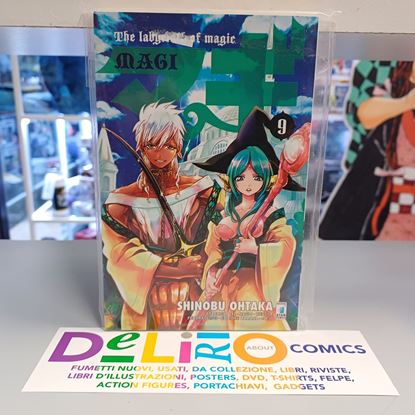 The labyrinth of magic
MAGI
9
SHINOBU OHTAKA
DeLiRiO ABOUT COMICS
FUMETTI NUOVI, USATI, DA COLLEZIONE, LIBRI, RIVISTE,
LIBRI D'ILLUSTRAZIONI, POSTERS, DVD, T-SHIRTS, FELPE,
ACTION FIGURES, PORTACHIAVI, GADGETS